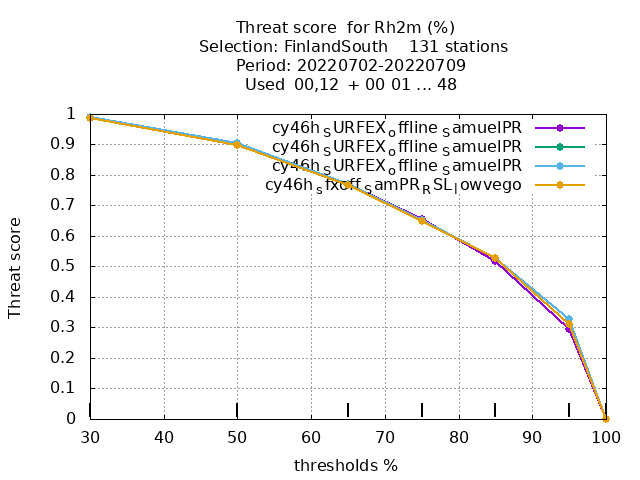 Threat score for Rh2m (%)
Selection: FinlandSouth 131 stations
Period: 20220702-20220709
Used 00,12 + 00 01 ... 48
cy46h_SURFEX_offline_SamuelPR
cy46h_SURFEX_offline_SamuelPR
cy46h_SURFEX_offline_SamuelPR
cy46h_sfxoff_SamPR_RSL_lowvego
1
0.9
0.8
0.7
0.6
0.5
0.4
0.3
0.2
0.1
0
Threat score
30 40 50 60 70 80 90 100
thresholds %